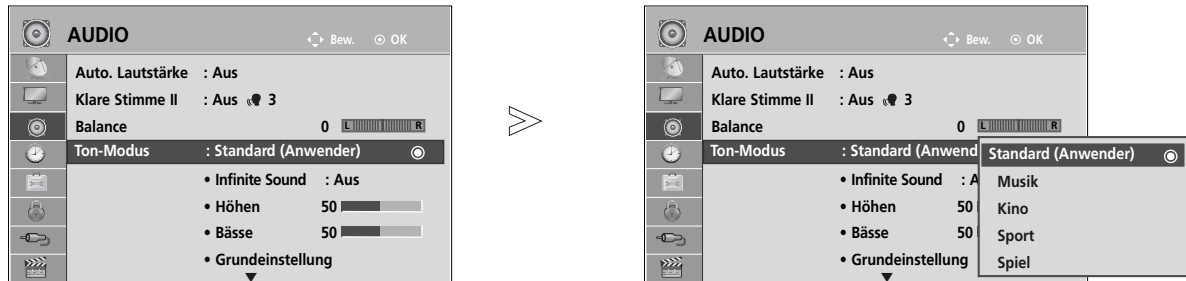 AUDIO
Bew. OK
Auto. Lautstärke : Aus
Klare Stimme II : Aus 3
Balance 0 L R
Ton-Modus : Standard (Anwender)
• Infinite Sound : Aus
• Höhen 50
• Bässe 50
• Grundeinstellung
AUDIO
Bew. OK
Auto. Lautstärke : Aus
Klare Stimme II : Aus 3
Balance 0 L R
Ton-Modus : Standard (Anwend
• Infinite Sound : A
• Höhen 50
• Bässe 50
• Grundeinstellung
Standard (Anwender)
Musik
Kino
Sport
Spiel